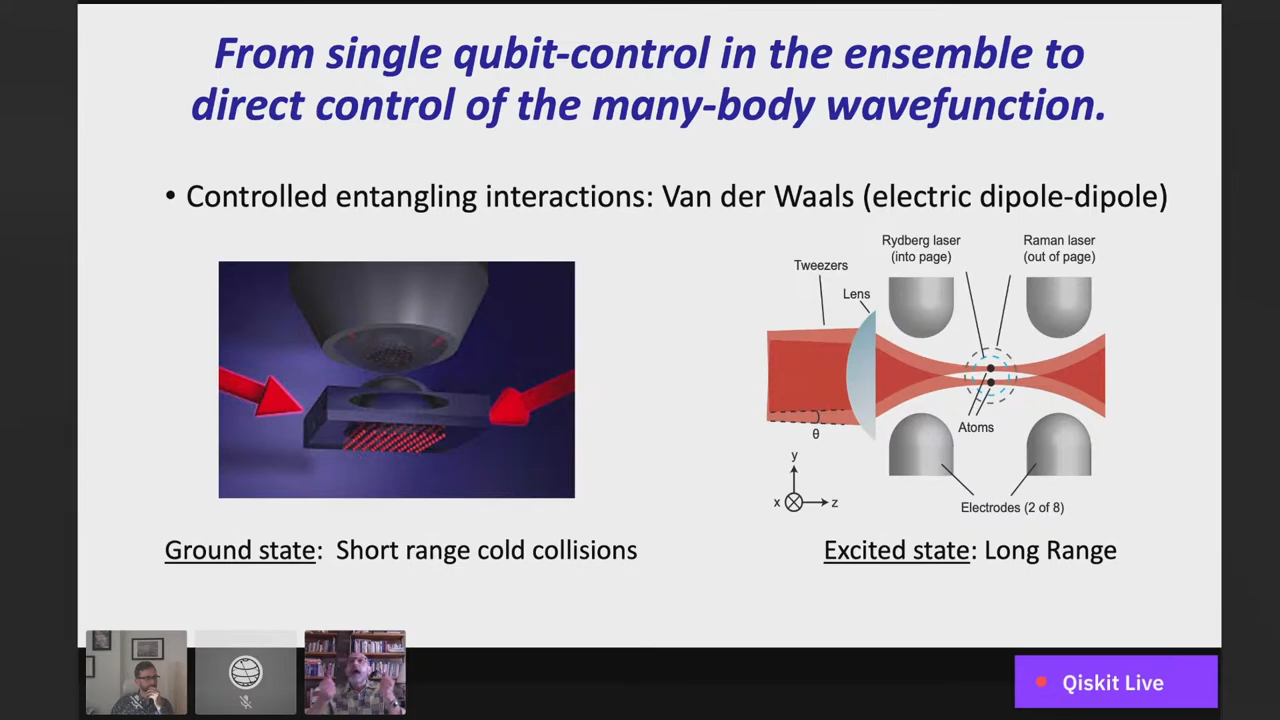 From single qubit-control in the ensemble to
direct control of the many-body wavefunction.
• Controlled entangling interactions: Van der Waals (electric dipole-dipole)
Rydberg laser
(into page)
Raman laser
(out of page)
Tweezers
Lens
Atoms
θ
y
x
z
Electrodes (2 of 8)
Ground state: Short range cold collisions
Excited state: Long Range
Qiskit Live